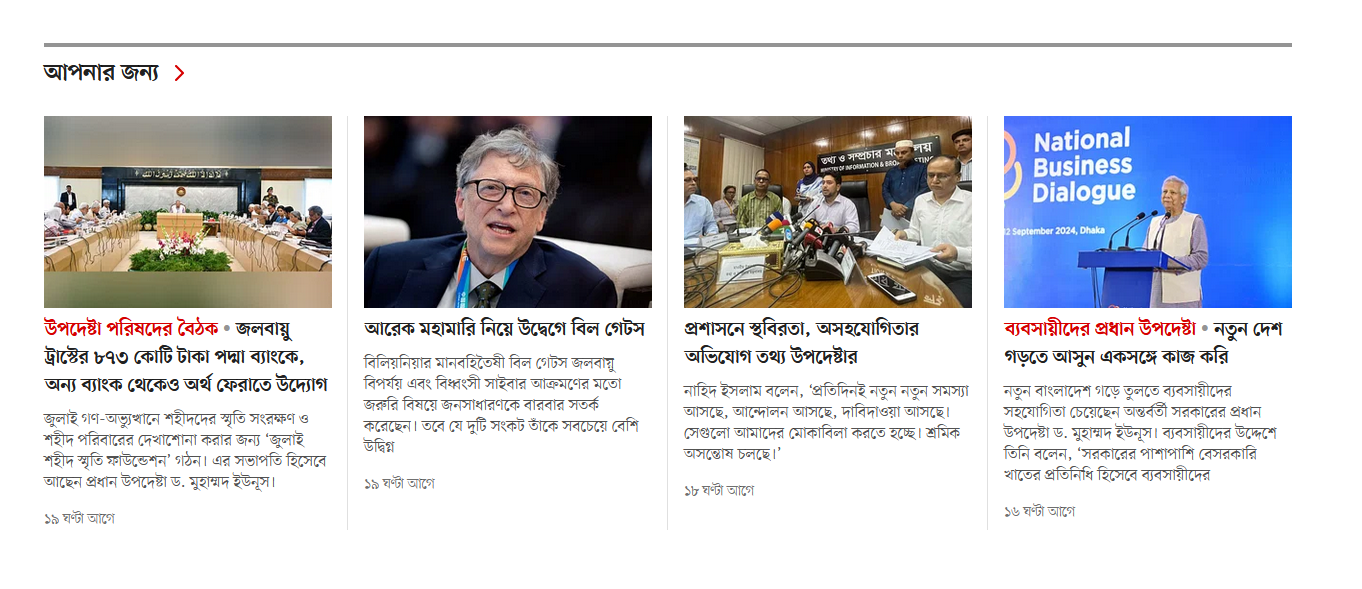 আপনার জন্য
উপদেষ্টা পরিষদের বৈঠক • জলবায়ু
ট্রাস্টের ৮৭৩ কোটি টাকা পদ্মা ব্যাংকে,
অন্য ব্যাংক থেকেও অর্থ ফেরাতে উদ্যোগ
জুলাই গণ-অভ্যুত্থানে শহীদদের স্মৃতি সংরক্ষণ ও
শহীদ পরিবারের দেখাশোনা করার জন্য ‘জুলাই
শহীদ স্মৃতি ফাউন্ডেশন’ গঠন। এর সভাপতি হিসেবে
আছেন প্রধান উপদেষ্টা ড. মুহাম্মদ ইউনূস।
১৯ ঘণ্টা আগে
আরেক মহামারি নিয়ে উদ্বেগে বিল গেটস
বিলিয়নিয়ার মানবহিতৈষী বিল গেটস জলবায়ু
বিপর্যয় এবং বিধ্বংসী সাইবার আক্রমণের মতো
জরুরি বিষয়ে জনসাধারণকে বারবার সতর্ক
করেছেন। তবে যে দুটি সংকট তাঁকে সবচেয়ে বেশি
উদ্বিগ্ন
১৯ ঘণ্টা আগে
তথ্য ও সম্প্রচার মন্ত্রণালয়
MINISTRY OF INFORMATION & BROADCASTING
প্রশাসনে স্থবিরতা, অসহযোগিতার
অভিযোগ তথ্য উপদেষ্টার
নাহিদ ইসলাম বলেন, ‘প্রতিদিনই নতুন নতুন সমস্যা
আসছে, আন্দোলন আসছে, দাবিদাওয়া আসছে।
সেগুলো আমাদের মোকাবিলা করতে হচ্ছে। শ্রমিক
অসন্তোষ চলছে।’
১৮ ঘণ্টা আগে
National
Business
Dialogue
12 September 2024, Dhaka
ব্যবসায়ীদের প্রধান উপদেষ্টা • নতুন দেশ
গড়তে আসুন একসঙ্গে কাজ করি
নতুন বাংলাদেশ গড়ে তুলতে ব্যবসায়ীদের
সহযোগিতা চেয়েছেন অন্তর্বর্তী সরকারের প্রধান
উপদেষ্টা ড. মুহাম্মদ ইউনূস। ব্যবসায়ীদের উদ্দেশে
তিনি বলেন, ‘সরকারের পাশাপাশি বেসরকারি
খাতের প্রতিনিধি হিসেবে ব্যবসায়ীদের
১৬ ঘণ্টা আগে